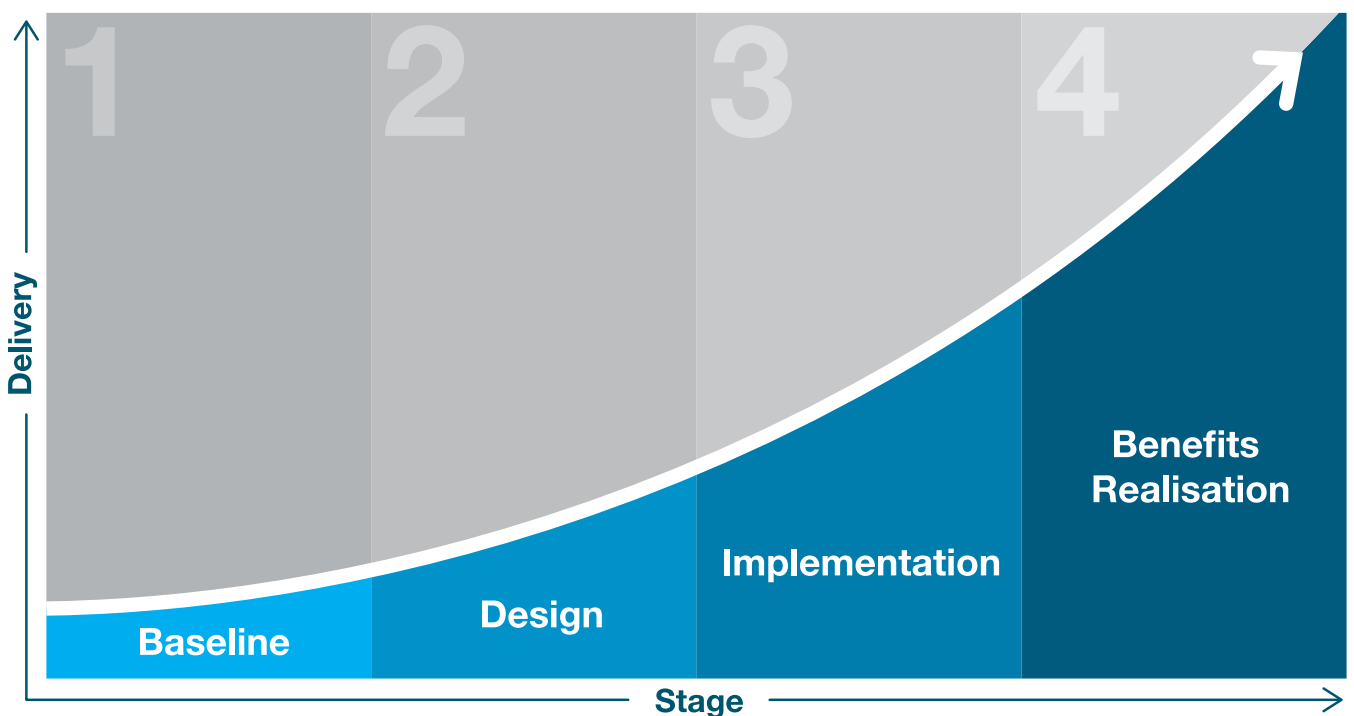 1
2
3
4
Delivery
Baseline
Design
Implementation
Benefits
Realisation
Stage